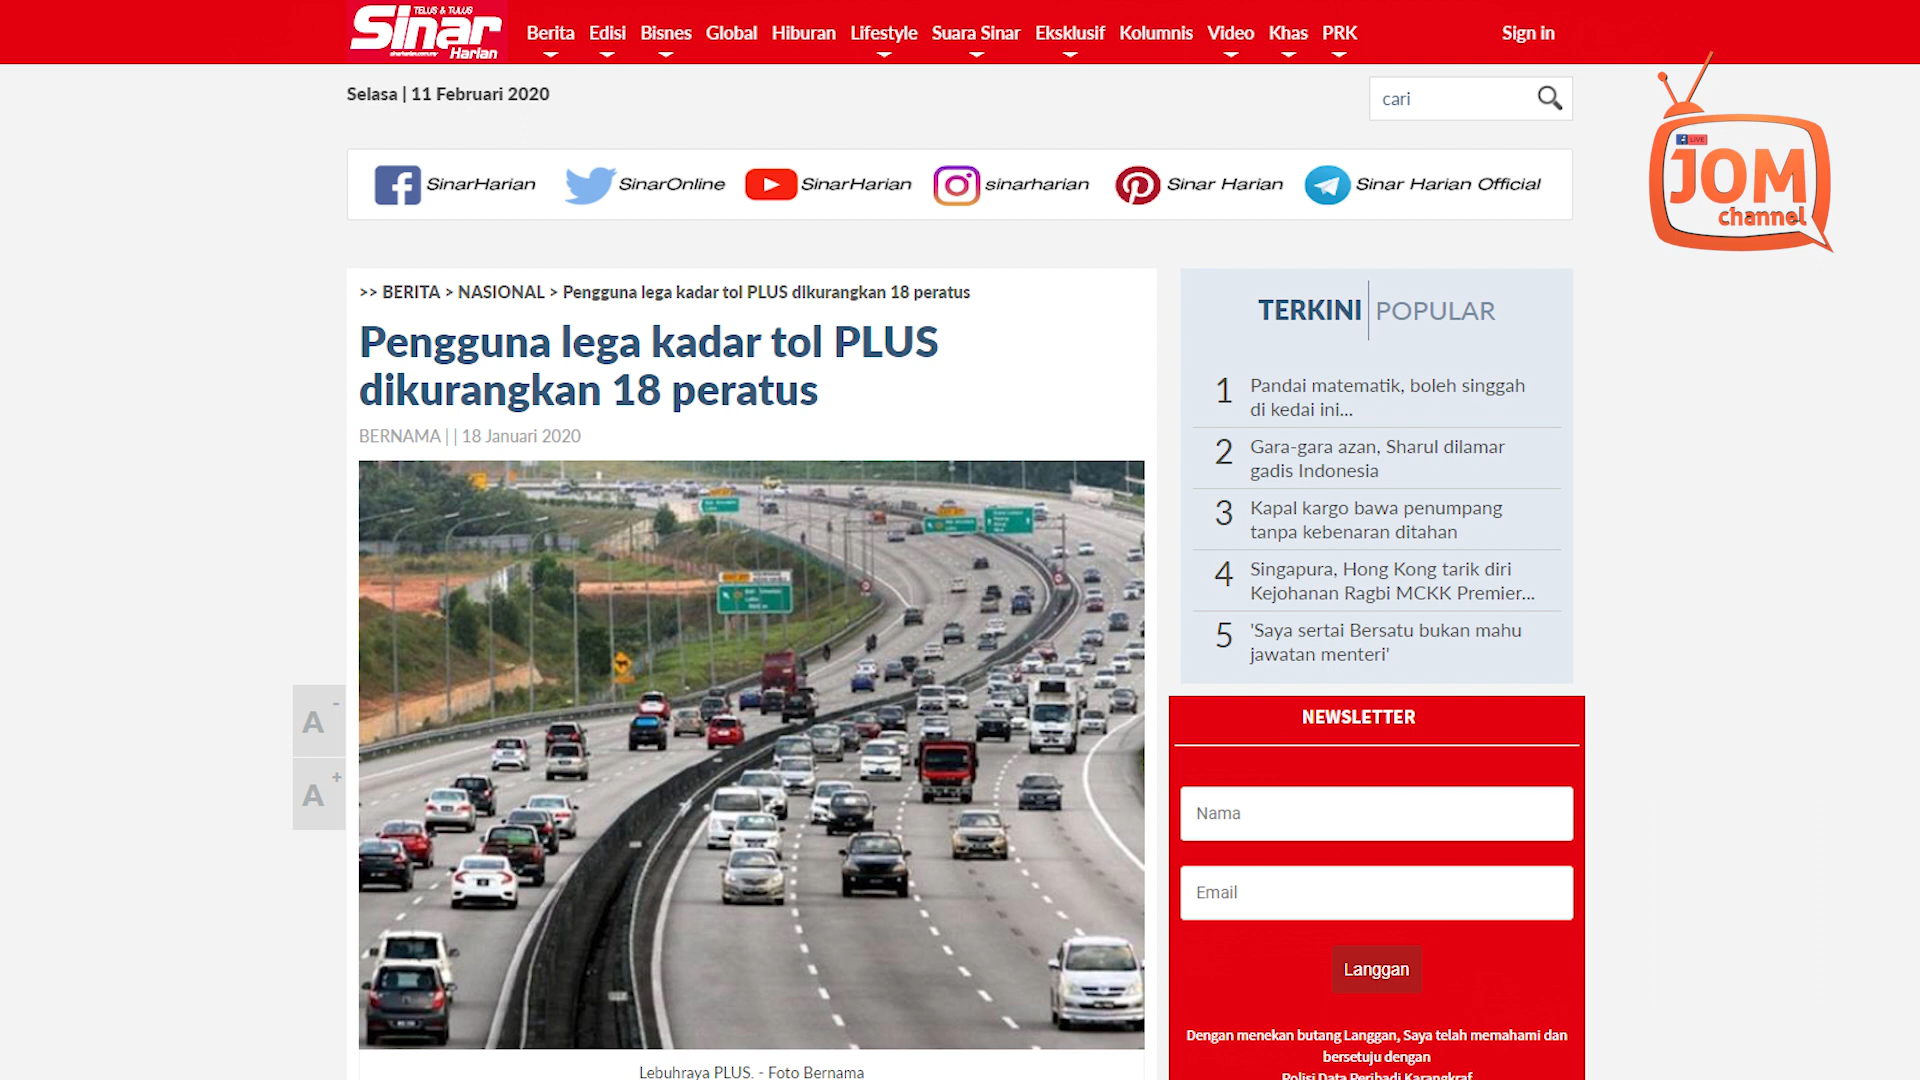 TELUS & TULUS
Sinar
Harian
Berita Edisi Bisnes Global Hiburan Lifestyle Suara Sinar Eksklusif Kolumnis Video Khas PRK
Sign in
Selasa | 11 Februari 2020
cari
LIVE
JOM
channel
SinarHarian SinarOnline SinarHarian sinarharian Sinar Harian Sinar Harian Official
>> BERITA > NASIONAL > Pengguna lega kadar tol PLUS dikurangkan 18 peratus
Pengguna lega kadar tol PLUS
dikurangkan 18 peratus
BERNAMA | | 18 Januari 2020
A -
A +
Lebuhraya PLUS. - Foto Bernama
TERKINI POPULAR
1 Pandai matematik, boleh singgah
di kedai ini...
2 Gara-gara azan, Sharul dilamar
gadis Indonesia
3 Kapal kargo bawa penumpang
tanpa kebenaran ditahan
4 Singapura, Hong Kong tarik diri
Kejohanan Ragbi MCKK Premier...
5 'Saya sertai Bersatu bukan mahu
jawatan menteri'
NEWSLETTER
Nama
Email
Langgan
Dengan menekan butang Langgan, Saya telah memahami dan
bersetuju dengan
Polisi Data Peribadi Karangkraf